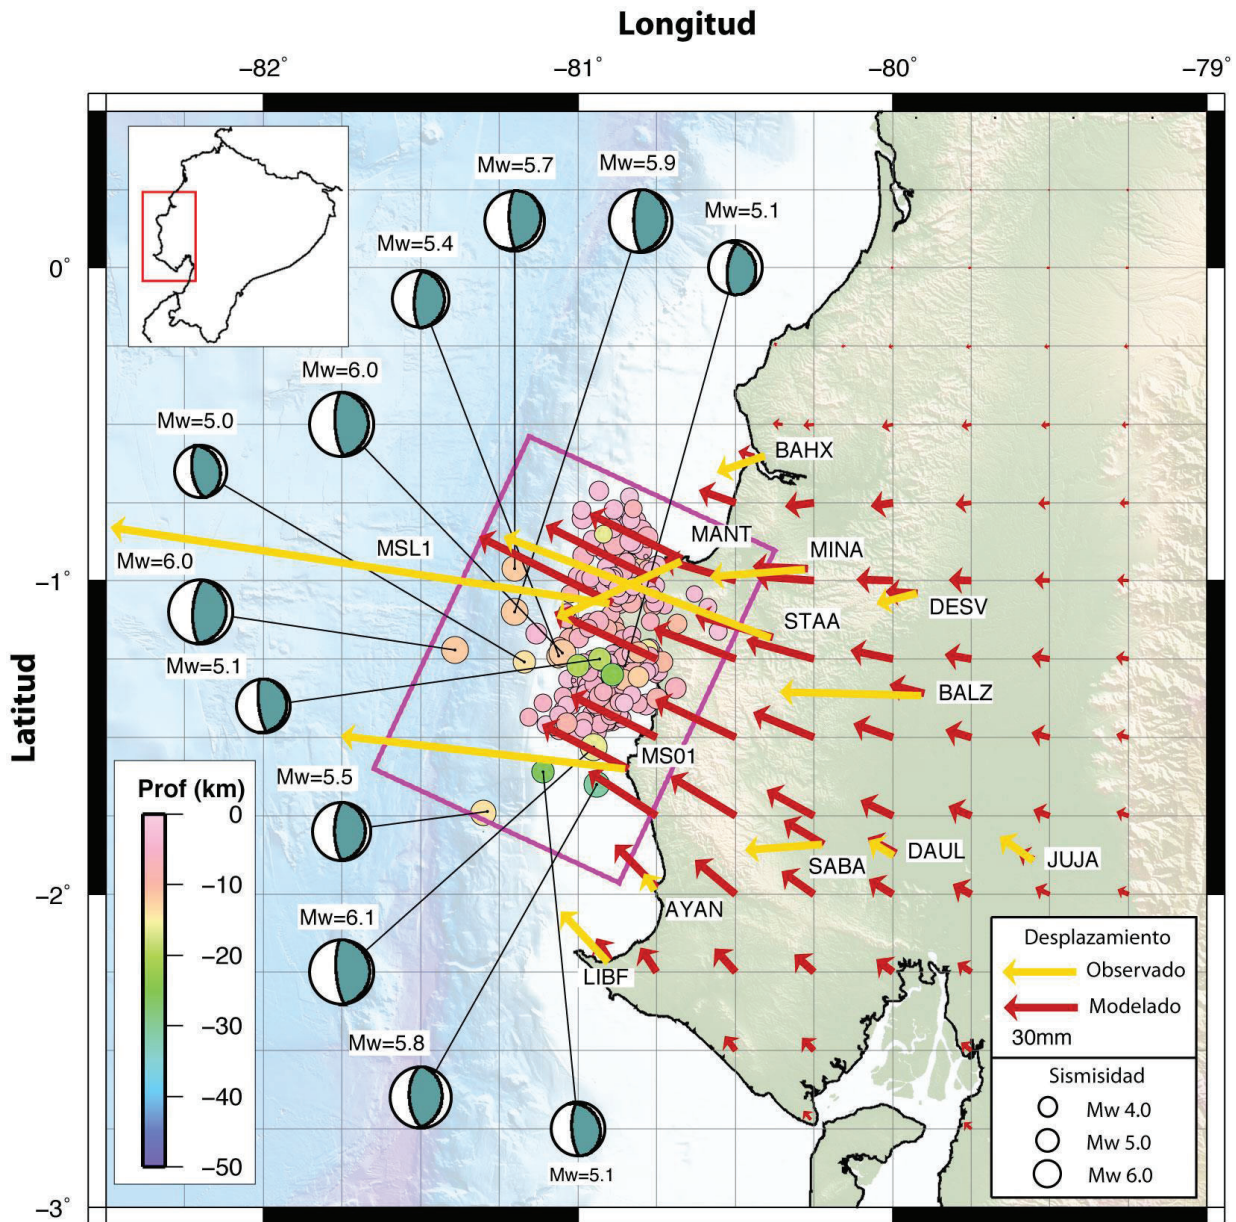 Longitud
−82°
−81°
−80°
−79°
Mw=5.7
Mw=5.9
Mw=5.1
Mw=5.4
0°
Mw=6.0
Mw=5.0
BAHX
MSL1
MANT
MINA
Mw=6.0
−1°
DESV
STAA
Mw=5.1
Latitud
BALZ
MS01
Mw=5.5
Prof (km)
0
−10
−20
−30
−40
−50
SABA
DAUL
JUJA
−2°
AYAN
Mw=6.1
LIBF
Desplazamiento
Observado
Modelado
30mm
Mw=5.8
Sismisidad
Mw 4.0
Mw 5.0
Mw 6.0
Mw=5.1
−3°